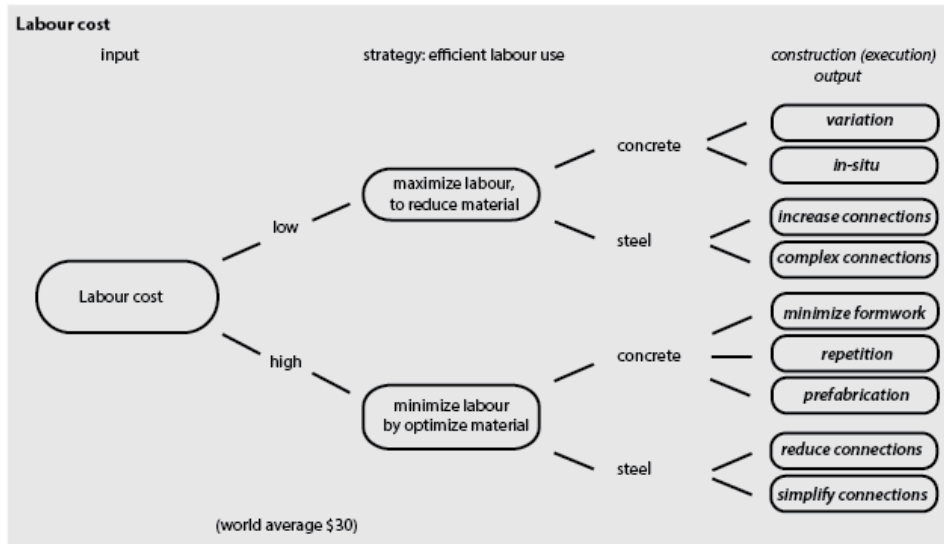 Labour cost
input
strategy: efficient labour use
construction (execution)
output
concrete
variation
in-situ
maximize labour,
to reduce material
low
steel
increase connections
complex connections
Labour cost
high
concrete
minimize formwork
repetition
prefabrication
minimize labour
by optimize material
steel
reduce connections
simplify connections
(world average $30)